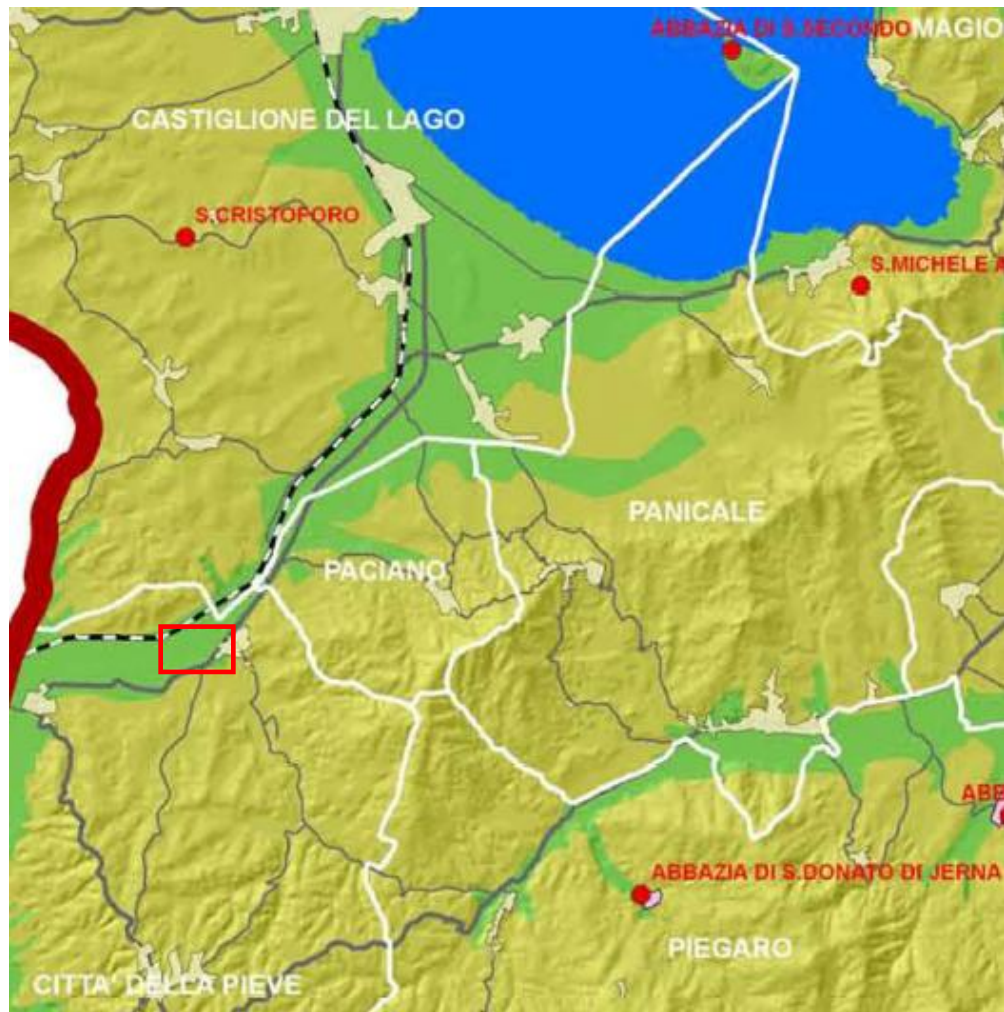 ABBAZIA DI S.SECONDO
MAGIO
CASTIGLIONE DEL LAGO
S.CRISTOFORO
S.MICHELE A
PANICALE
PACIANO
ABB
ABBAZIA DI S.DONATO DI JERNA
PIEGARO
CITTA' DELLA PIEVE